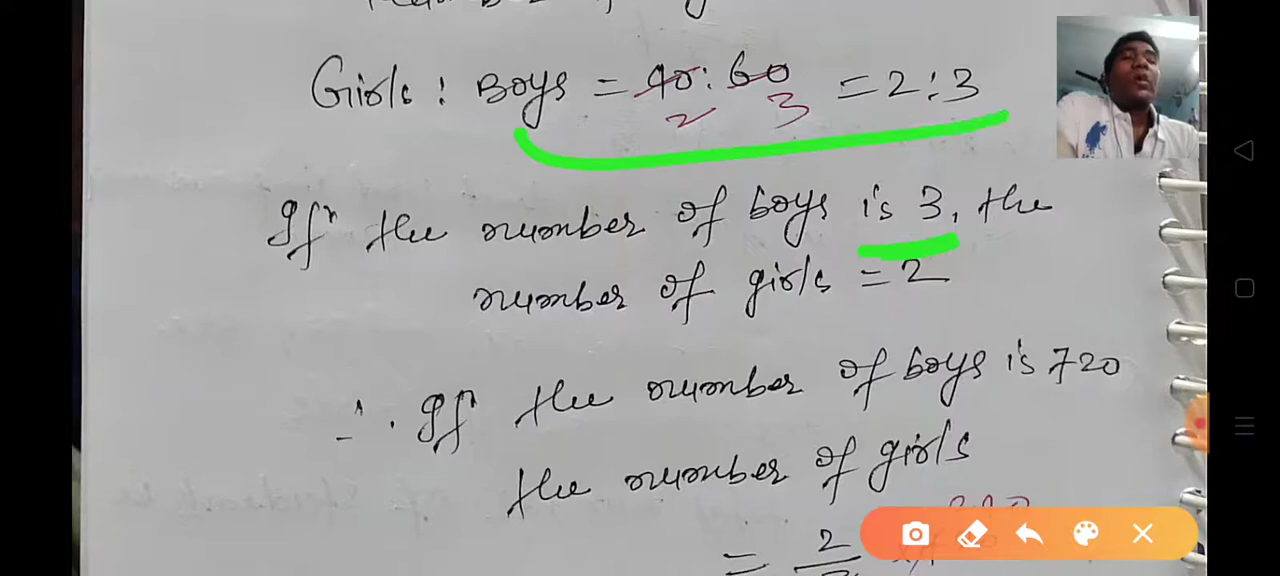 Girls : Boys = 40 : 60 = 2 : 3
2 3
If the number of boys is 3, the
number of girls = 2
∴ If the number of boys is 720
the number of girls
= 2